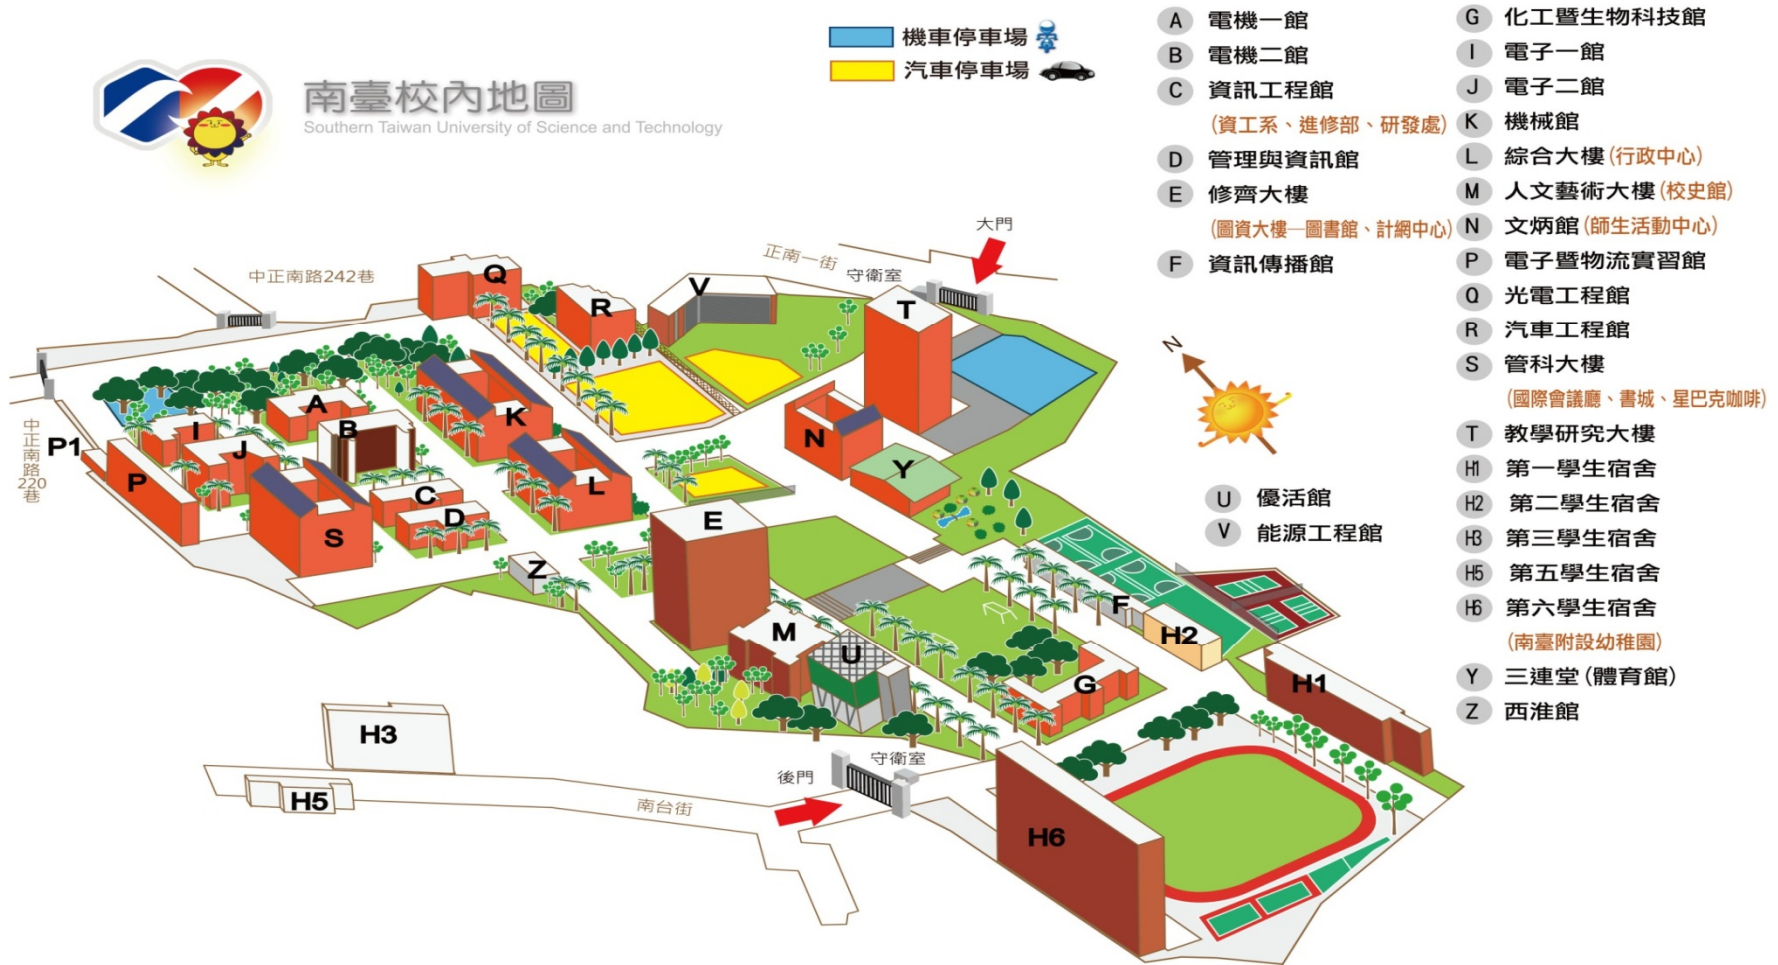 南臺校內地圖
Southern Taiwan University of Science and Technology
機車停車場
汽車停車場
A 電機一館
B 電機二館
C 資訊工程館
(資工系、進修部、研發處)
D 管理與資訊館
E 修齊大樓
(圖資大樓—圖書館、計網中心)
F 資訊傳播館
G 化工暨生物科技館
I 電子一館
J 電子二館
K 機械館
L 綜合大樓(行政中心)
M 人文藝術大樓(校史館)
N 文炳館(師生活動中心)
P 電子暨物流實習館
Q 光電工程館
R 汽車工程館
S 管科大樓
(國際會議廳、書城、星巴克咖啡)
T 教學研究大樓
H1 第一學生宿舍
H2 第二學生宿舍
H3 第三學生宿舍
H5 第五學生宿舍
H6 第六學生宿舍
(南臺附設幼稚園)
Y 三連堂(體育館)
Z 西淮館
U 優活館
V 能源工程館
N
大門
正南一街
守衛室
中正南路242巷
中正南路220巷
Q
R
V
T
A
I
B
J
K
P1
P
N
Y
C
L
D
S
E
Z
F
H2
M
U
G
H1
H3
H5
守衛室
後門
南台街
H6